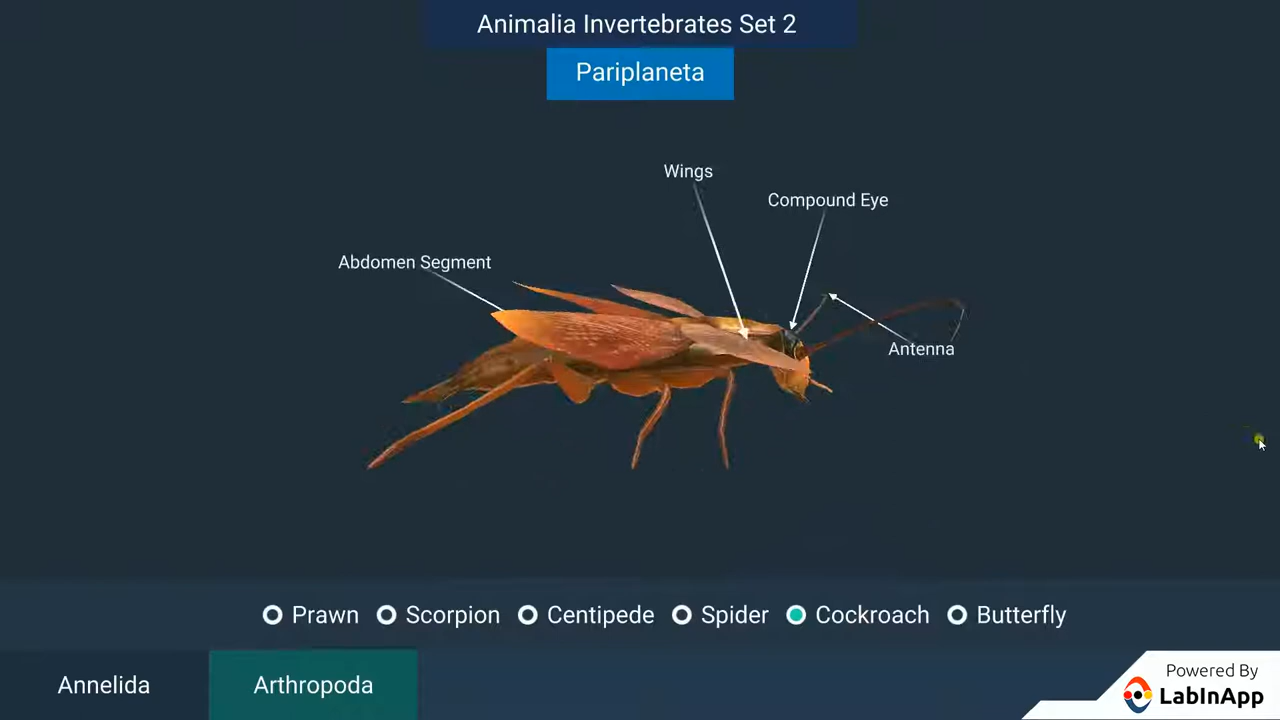 Animalia Invertebrates Set 2
Pariplaneta
Wings
Compound Eye
Abdomen Segment
Antenna
Prawn Scorpion Centipede Spider Cockroach Butterfly
Annelida Arthropoda
Powered By
LabInApp